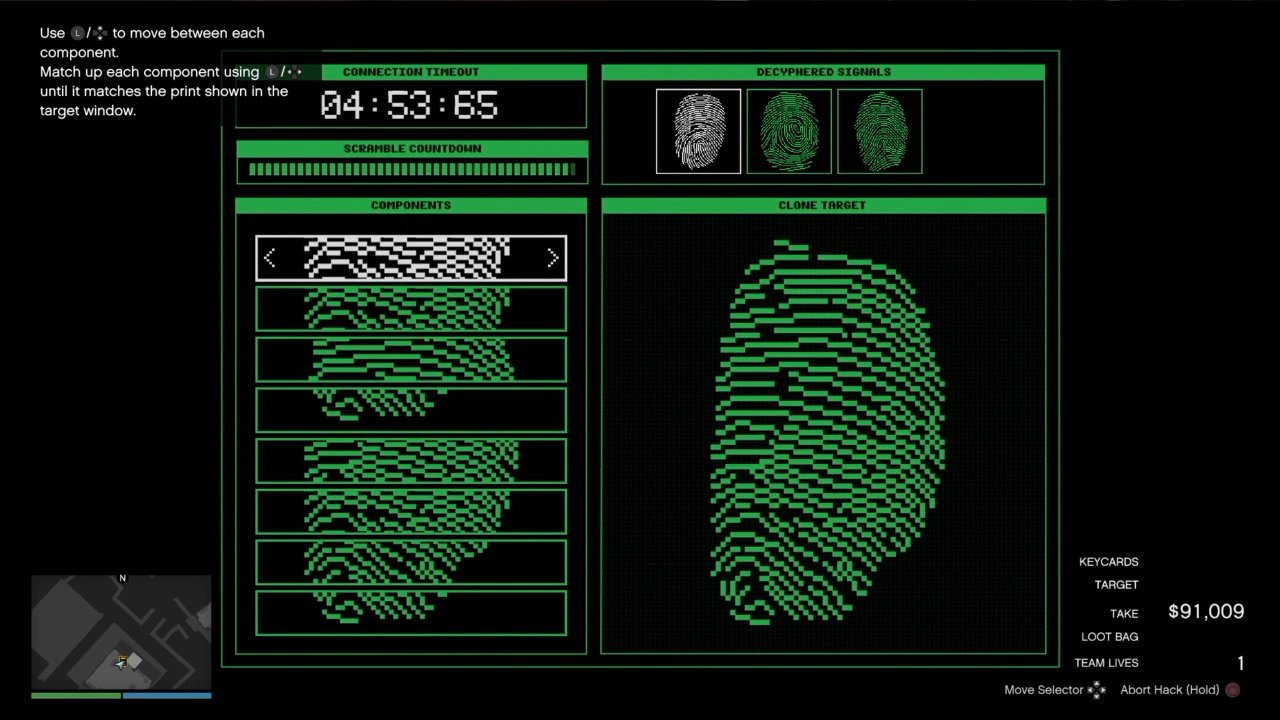 Use L/ to move between each
component.
Match up each component using L/
until it matches the print shown in the
target window.
CONNECTION TIMEOUT
04:53:65
SCRAMBLE COUNTDOWN
DECYPHERED SIGNALS
COMPONENTS
CLONE TARGET
N
KEYCARDS
TARGET
TAKE $91,009
LOOT BAG
TEAM LIVES 1
Move Selector Abort Hack (Hold)